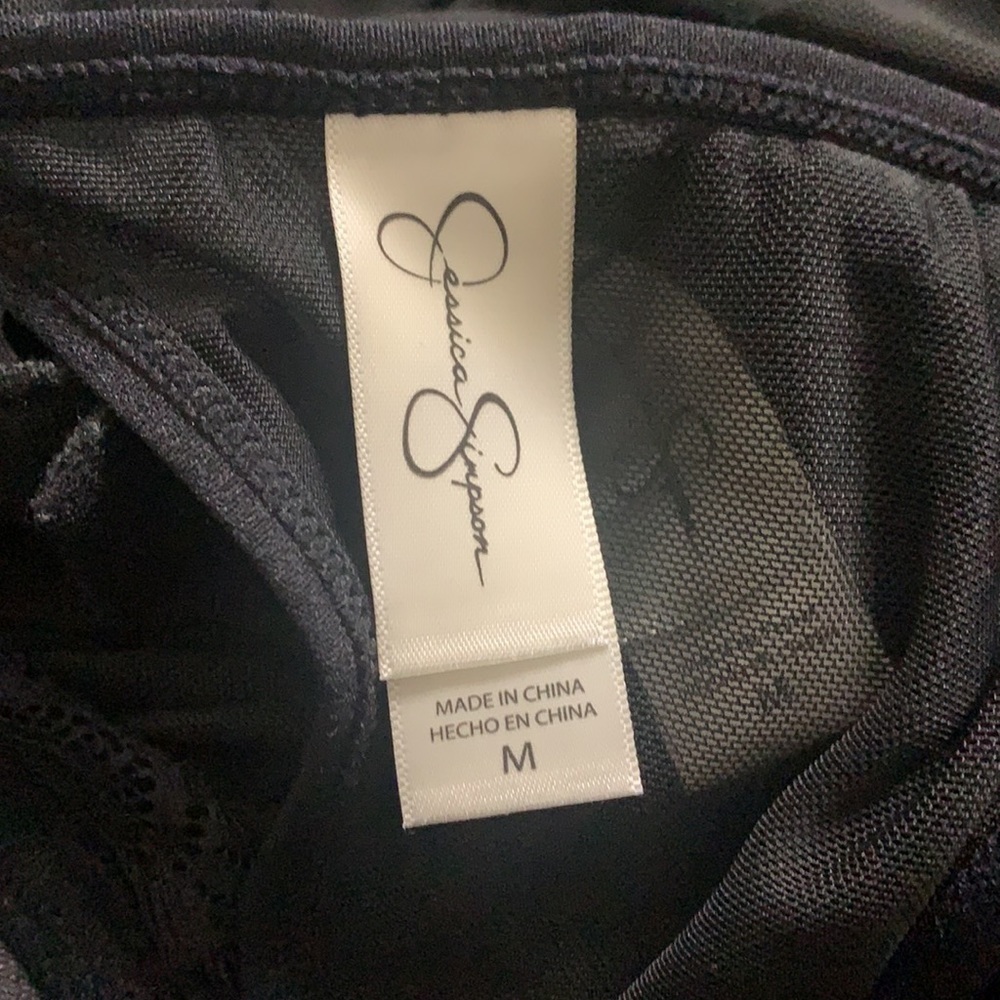 Jessica Simpson
MADE IN CHINA
HECHO EN CHINA
M